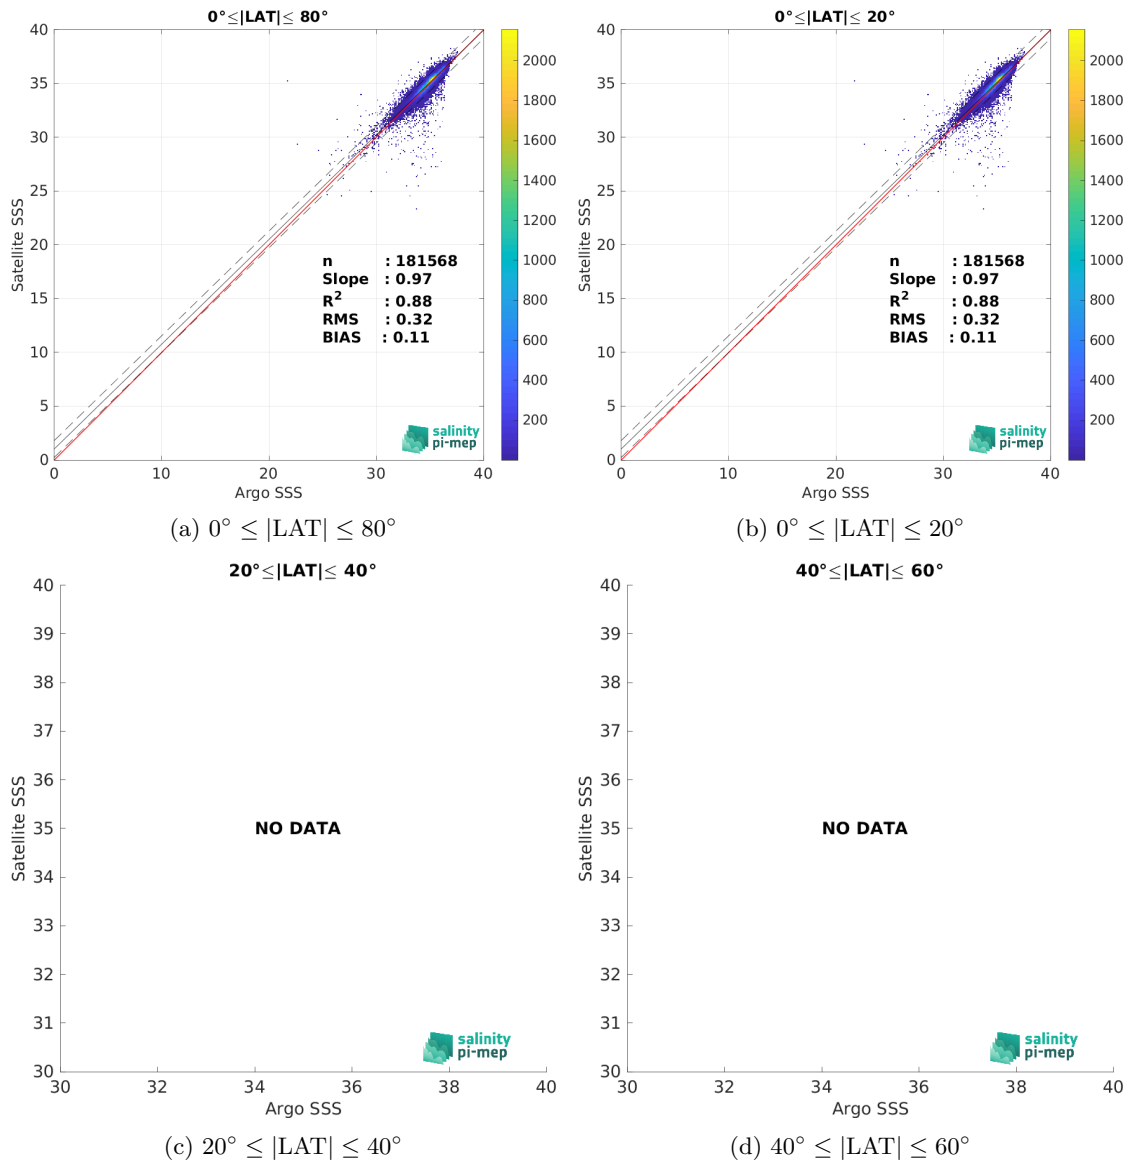 0°≤|LAT|≤ 80°
40
35
30
25
20
15
10
5
0
Satellite SSS
n : 181568
Slope : 0.97
R2 : 0.88
RMS : 0.32
BIAS : 0.11
salinity
pi-mep
0 10 20 30 40
Argo SSS
2000
1800
1600
1400
1200
1000
800
600
400
200
(a) 0° ≤ |LAT| ≤ 80°
0°≤|LAT|≤ 20°
40
35
30
25
20
15
10
5
0
Satellite SSS
n : 181568
Slope : 0.97
R2 : 0.88
RMS : 0.32
BIAS : 0.11
salinity
pi-mep
0 10 20 30 40
Argo SSS
2000
1800
1600
1400
1200
1000
800
600
400
200
(b) 0° ≤ |LAT| ≤ 20°
20°≤|LAT|≤ 40°
40
39
38
37
36
35
34
33
32
31
30
Satellite SSS
NO DATA
salinity
pi-mep
30 32 34 36 38 40
Argo SSS
(c) 20° ≤ |LAT| ≤ 40°
40°≤|LAT|≤ 60°
40
39
38
37
36
35
34
33
32
31
30
Satellite SSS
NO DATA
salinity
pi-mep
30 32 34 36 38 40
Argo SSS
(d) 40° ≤ |LAT| ≤ 60°